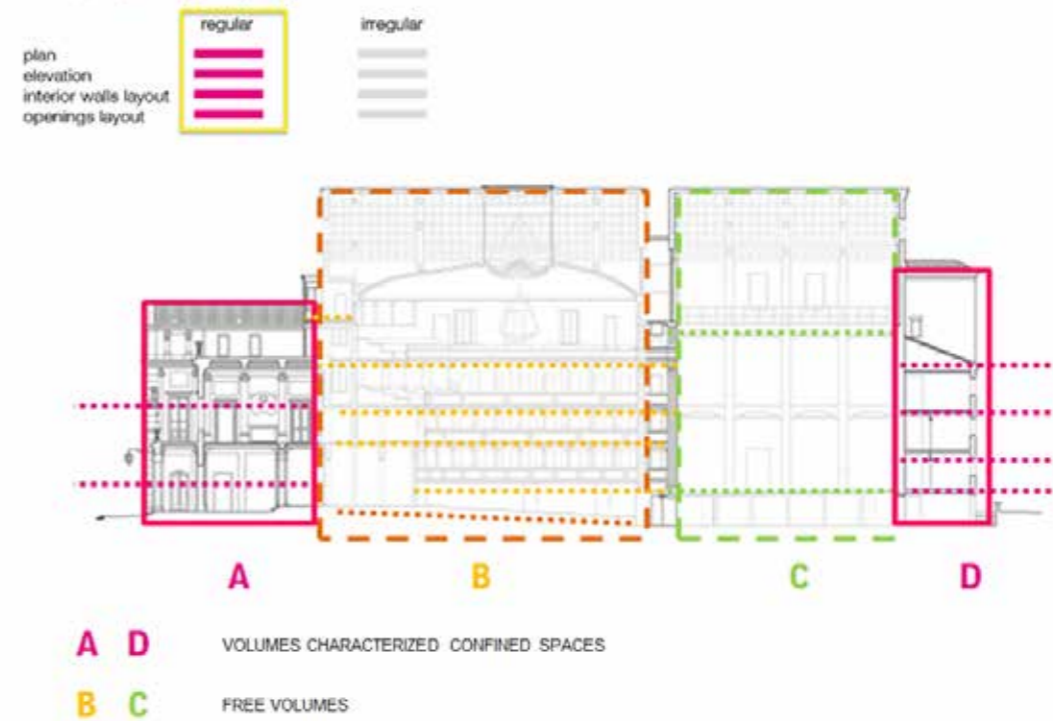 regular irregular
plan
elevation
interior walls layout
openings layout
A B C D
A D VOLUMES CHARACTERIZED CONFINED SPACES
B C FREE VOLUMES